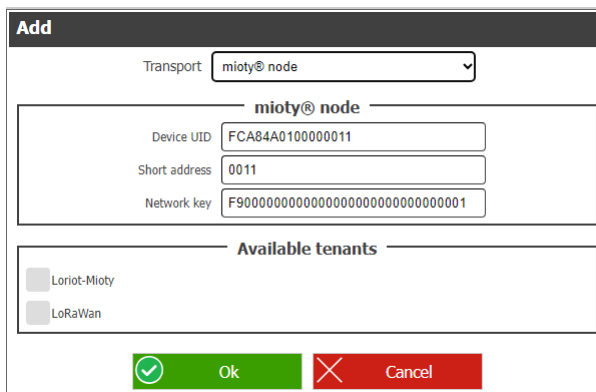 Add
Transport mioty® node
mioty® node
Device UID FCA84A0100000011
Short address 0011
Network key F9000000000000000000000000000001
Available tenants
Loriot-Mioty
LoRaWan
Ok Cancel